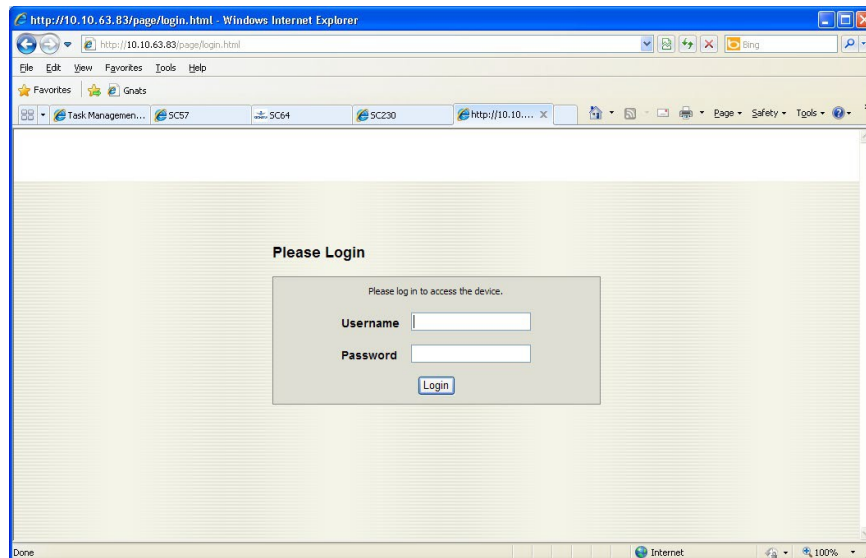 http://10.10.63.83/page/login.html - Windows Internet Explorer
http://10.10.63.83/page/login.html
Bing
File Edit View Favorites Tools Help
Favorites Gnats
Task Managemen... SC57 SC64 SC230 http://10.10.... X Page Safety Tools
Please Login
Please log in to access the device.
Username
Password
Login
Done Internet 100%